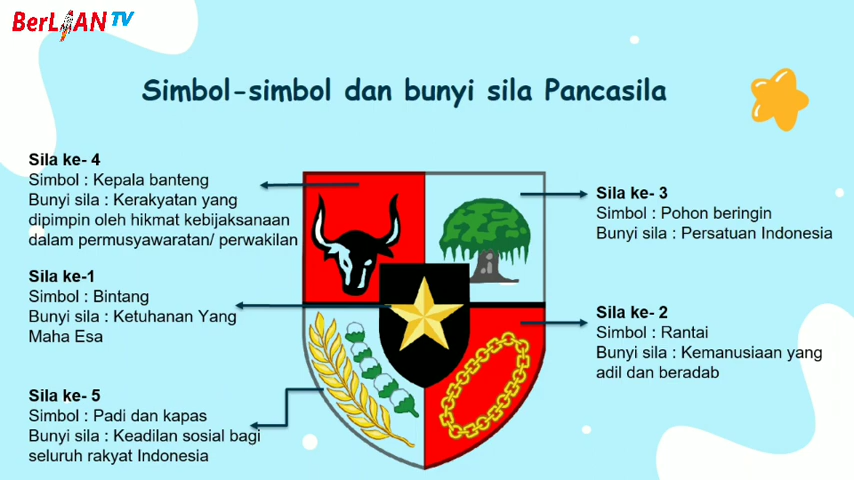 BerLIAN TV
Simbol-simbol dan bunyi sila Pancasila
Sila ke- 4
Simbol : Kepala banteng
Bunyi sila : Kerakyatan yang
dipimpin oleh hikmat kebijaksanaan
dalam permusyawaratan/ perwakilan
Sila ke-1
Simbol : Bintang
Bunyi sila : Ketuhanan Yang
Maha Esa
Sila ke- 5
Simbol : Padi dan kapas
Bunyi sila : Keadilan sosial bagi
seluruh rakyat Indonesia
Sila ke- 3
Simbol : Pohon beringin
Bunyi sila : Persatuan Indonesia
Sila ke- 2
Simbol : Rantai
Bunyi sila : Kemanusiaan yang
adil dan beradab